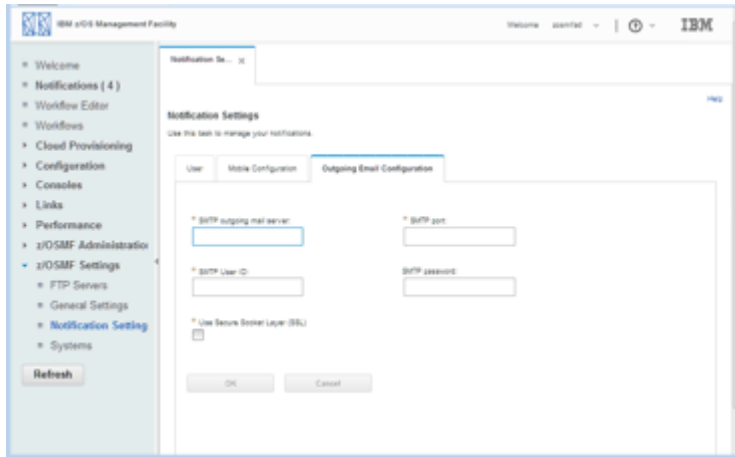 IBM z/OS Management Facility
Welcome zosmfad
IBM
Welcome
Notifications ( 4 )
Workflow Editor
Workflows
Cloud Provisioning
Configuration
Consoles
Links
Performance
z/OSMF Administratio
z/OSMF Settings
FTP Servers
General Settings
Notification Setting
Systems
Refresh
Notification Se...
Help
Notification Settings
Use this task to manage your notifications.
User
Mobile Configuration
Outgoing Email Configuration
* SMTP outgoing mail server:
* SMTP port:
* SMTP User ID:
SMTP password:
* Use Secure Socket Layer (SSL)
OK
Cancel